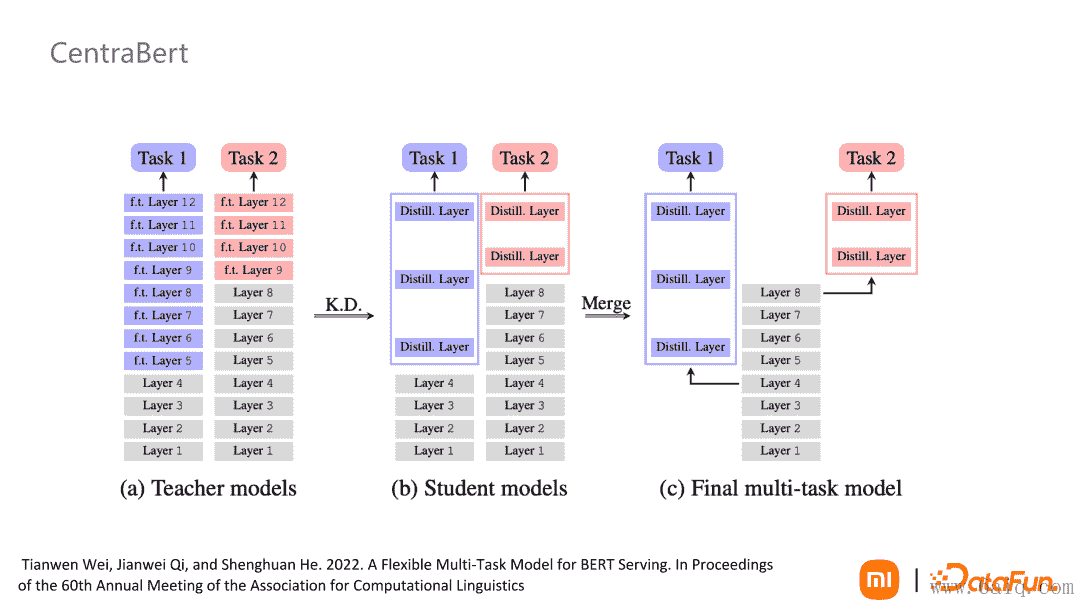 CentraBert
Task 1
f.t. Layer 12
f.t. Layer 11
f.t. Layer 10
f.t. Layer 9
f.t. Layer 8
f.t. Layer 7
f.t. Layer 6
f.t. Layer 5
Layer 4
Layer 3
Layer 2
Layer 1
Task 2
f.t. Layer 12
f.t. Layer 11
f.t. Layer 10
f.t. Layer 9
Layer 8
Layer 7
Layer 6
Layer 5
Layer 4
Layer 3
Layer 2
Layer 1
(a) Teacher models
K.D.
Task 1
Distill. Layer
Distill. Layer
Distill. Layer
Layer 4
Layer 3
Layer 2
Layer 1
Task 2
Distill. Layer
Distill. Layer
Layer 8
Layer 7
Layer 6
Layer 5
Layer 4
Layer 3
Layer 2
Layer 1
(b) Student models
Merge
Task 1
Distill. Layer
Distill. Layer
Distill. Layer
Layer 8
Layer 7
Layer 6
Layer 5
Layer 4
Layer 3
Layer 2
Layer 1
Task 2
Distill. Layer
Distill. Layer
(c) Final multi-task model
Tianwen Wei, Jianwei Qi, and Shenghuan He. 2022. A Flexible Multi-Task Model for BERT Serving. In Proceedings
of the 60th Annual Meeting of the Association for Computational Linguistics
mi
DataFun.